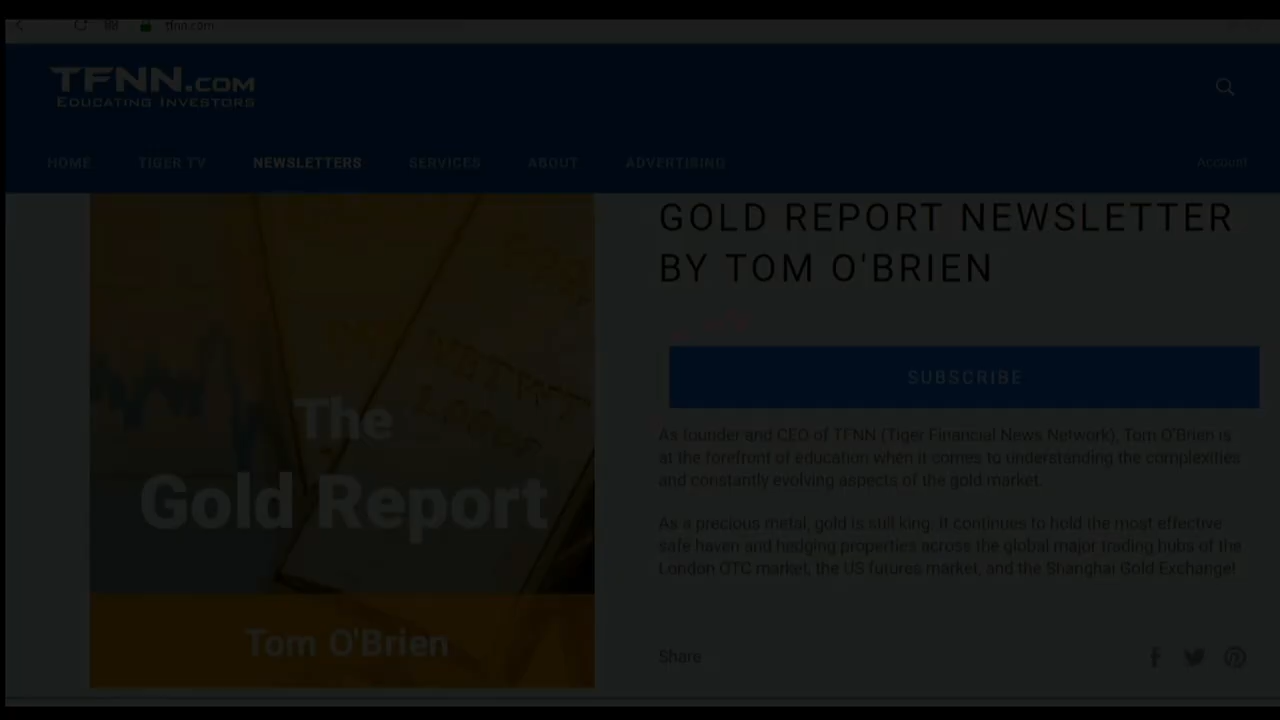 tfnn.com
TFNN.COM
EDUCATING INVESTORS
HOME TIGER TV NEWSLETTERS SERVICES ABOUT ADVERTISING Account
GOLD REPORT NEWSLETTER
BY TOM O'BRIEN
SUBSCRIBE
As founder and CEO of TFNN (Tiger Financial News Network), Tom O'Brien is
at the forefront of education when it comes to understanding the complexities
and constantly evolving aspects of the gold market.
As a precious metal, gold is still king. It continues to hold the most effective
safe haven and hedging properties across the global major trading hubs of the
London OTC market, the US futures market, and the Shanghai Gold Exchange!
Share
The
Gold Report
Tom O'Brien